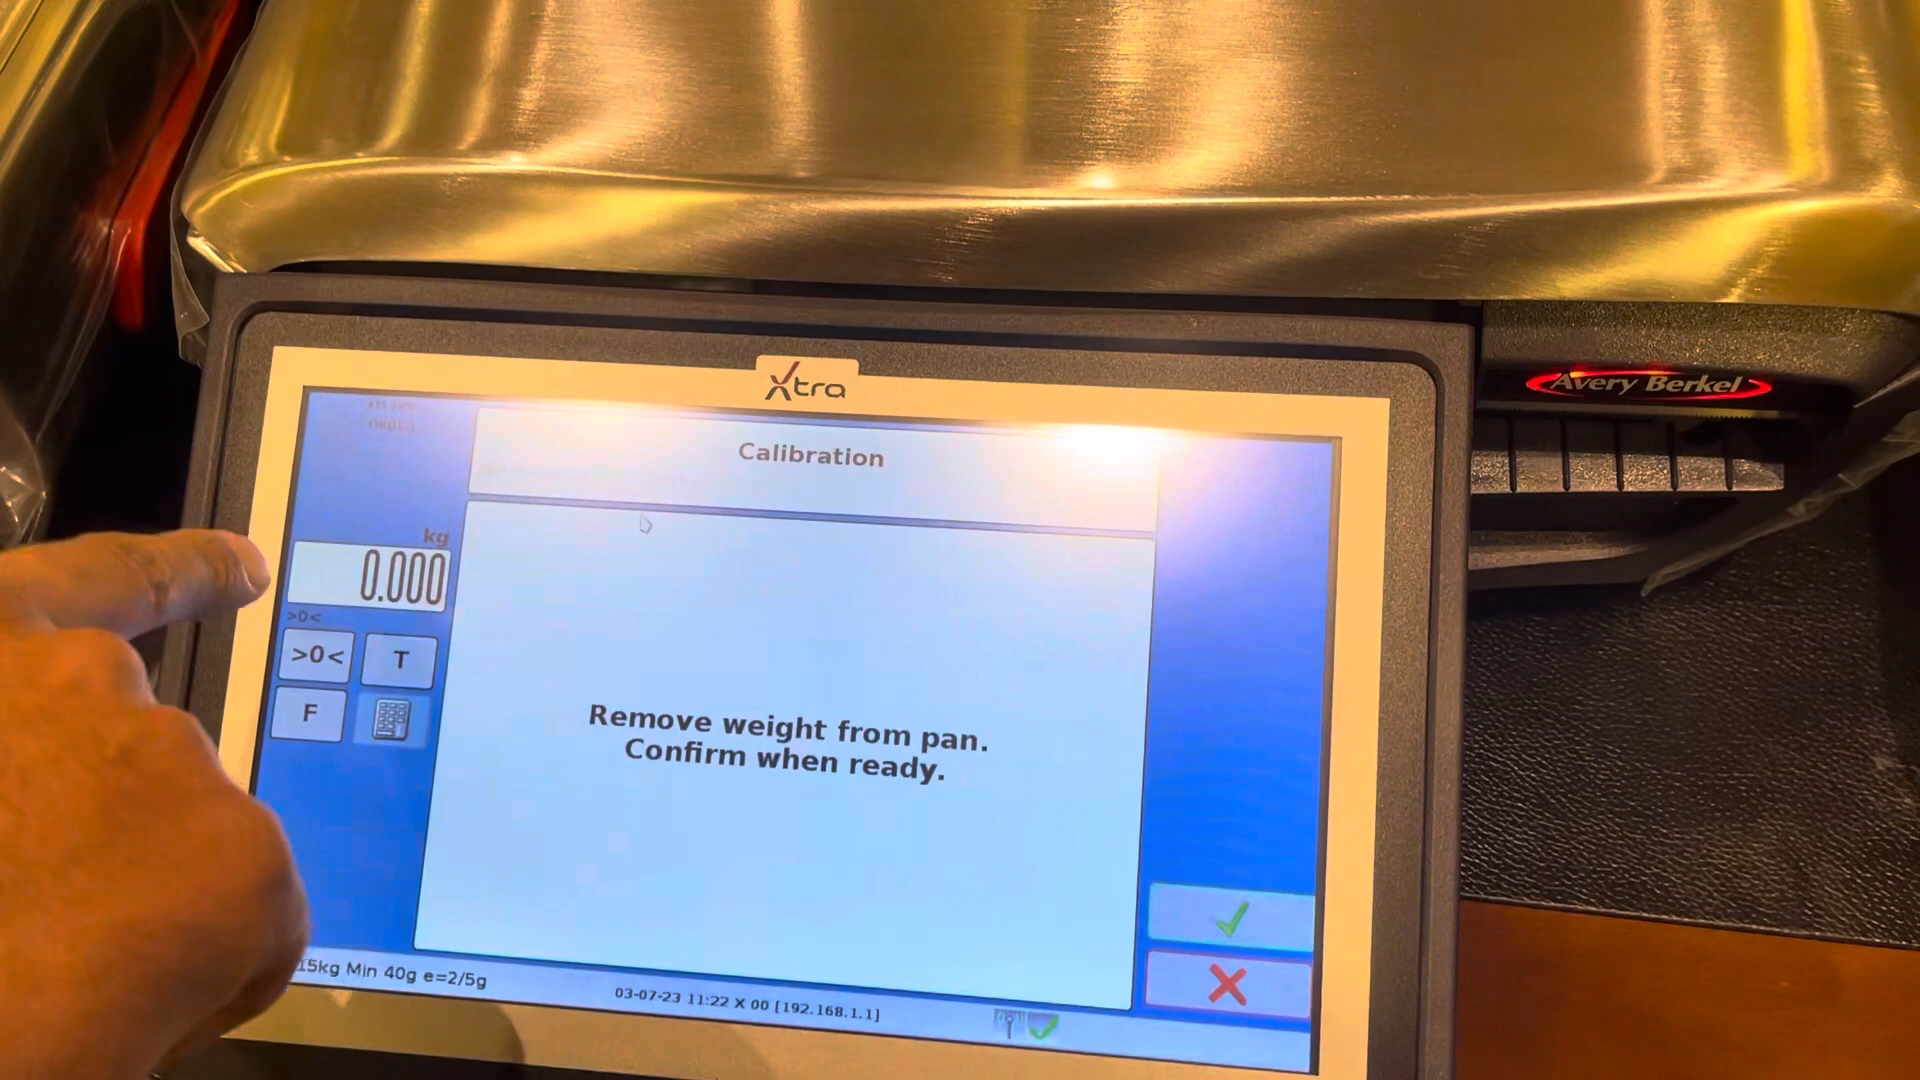 Xtra
Avery Berkel
Calibration
kg
0.000
>0<
>0<
T
F
Remove weight from pan.
Confirm when ready.
15kg Min 40g e=2/5g
03-07-23 11:22 X 00 [192.168.1.1]